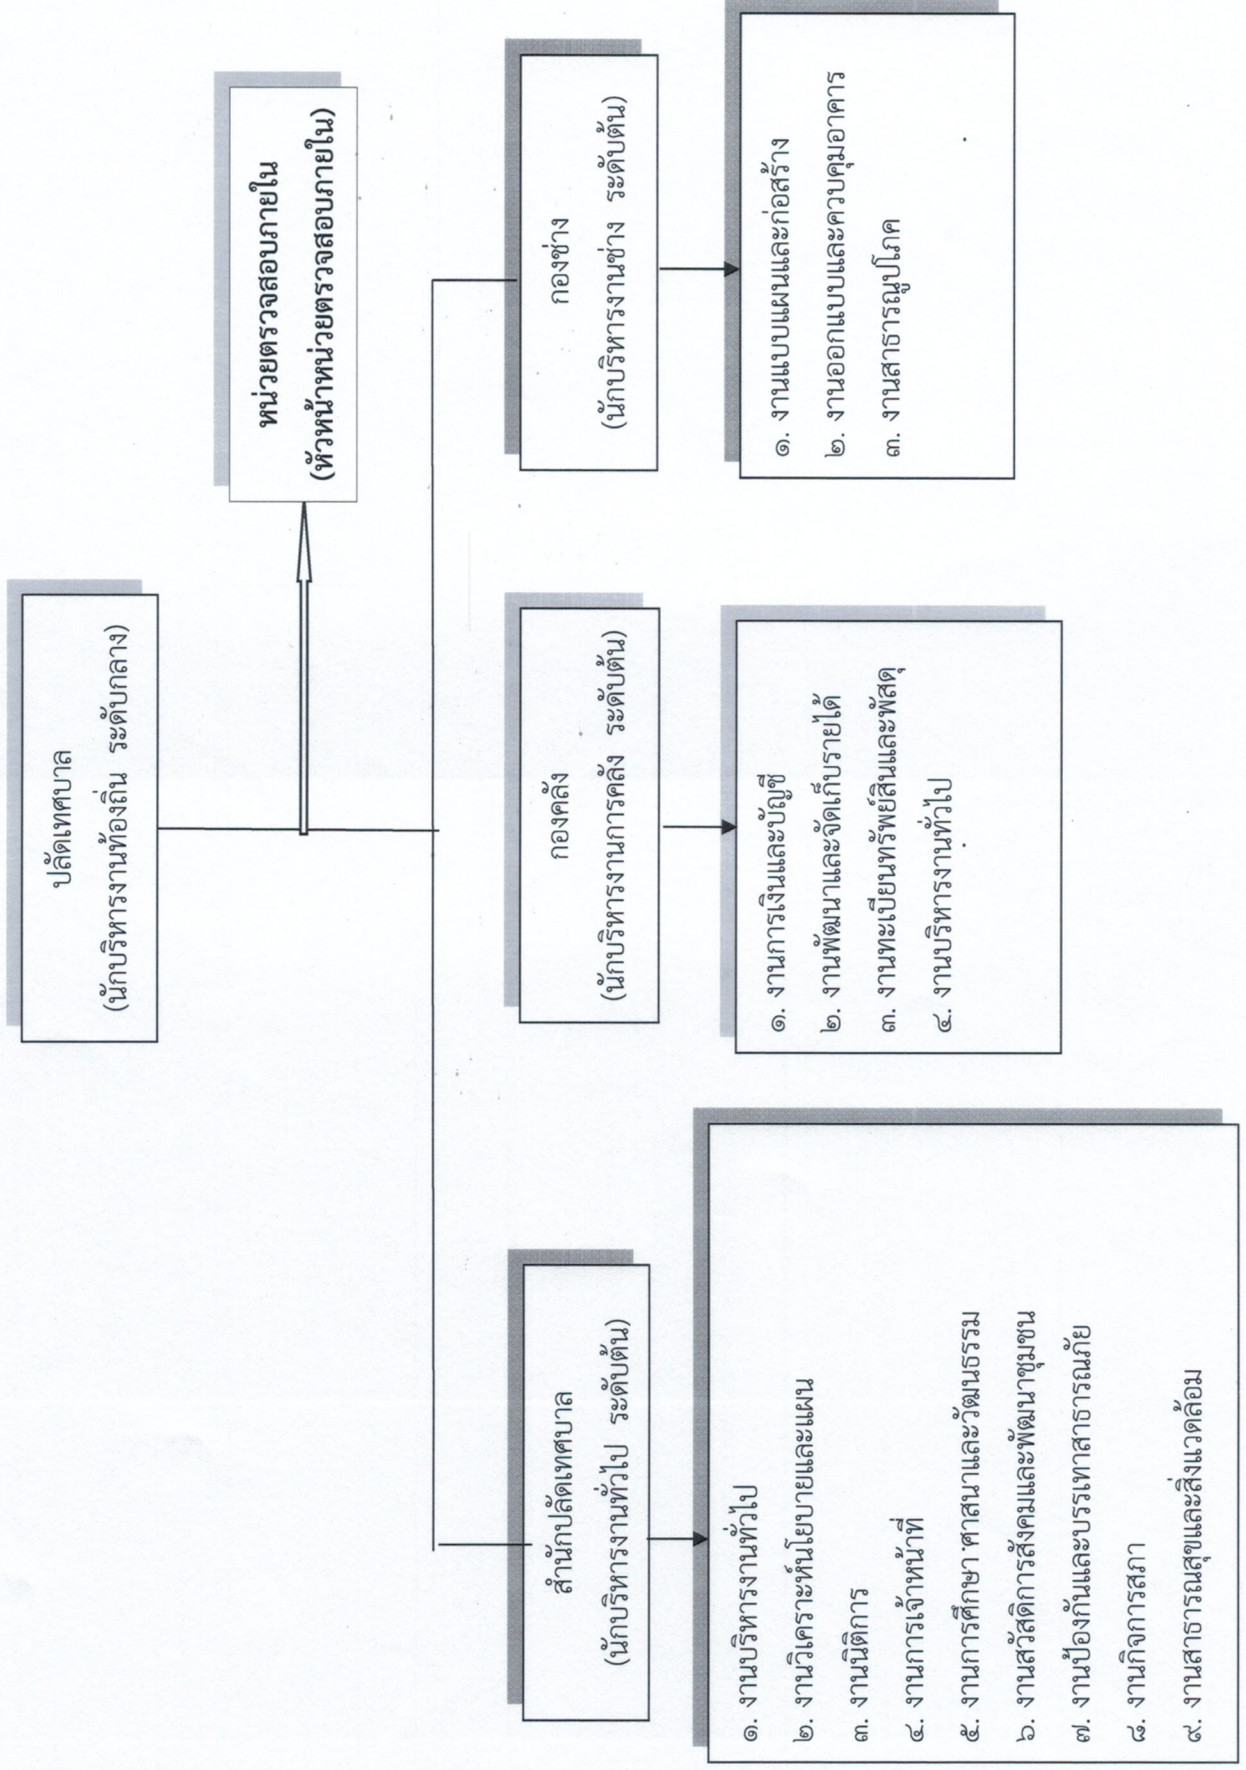 ปลัดเทศบาล
(นักบริหารงานท้องถิ่น ระดับกลาง)
หน่วยตรวจสอบภายใน
(หัวหน้าหน่วยตรวจสอบภายใน)
สำนักปลัดเทศบาล
(นักบริหารงานทั่วไป ระดับต้น)
๑. งานบริหารงานทั่วไป
๒. งานวิเคราะห์นโยบายและแผน
๓. งานนิติการ
๔. งานการเจ้าหน้าที่
๕. งานการศึกษา ศาสนาและวัฒนธรรม
๖. งานสวัสดิการสังคมและพัฒนาชุมชน
๗. งานป้องกันและบรรเทาสาธารณภัย
๘. งานกิจการสภา
๙. งานสาธารณสุขและสิ่งแวดล้อม
กองคลัง
(นักบริหารงานการคลัง ระดับต้น)
๑. งานการเงินและบัญชี
๒. งานพัฒนาและจัดเก็บรายได้
๓. งานทะเบียนทรัพย์สินและพัสดุ
๔. งานบริหารงานทั่วไป
กองช่าง
(นักบริหารงานช่าง ระดับต้น)
๑. งานแบบแผนและก่อสร้าง
๒. งานออกแบบและควบคุมอาคาร
๓. งานสาธารณูปโภค